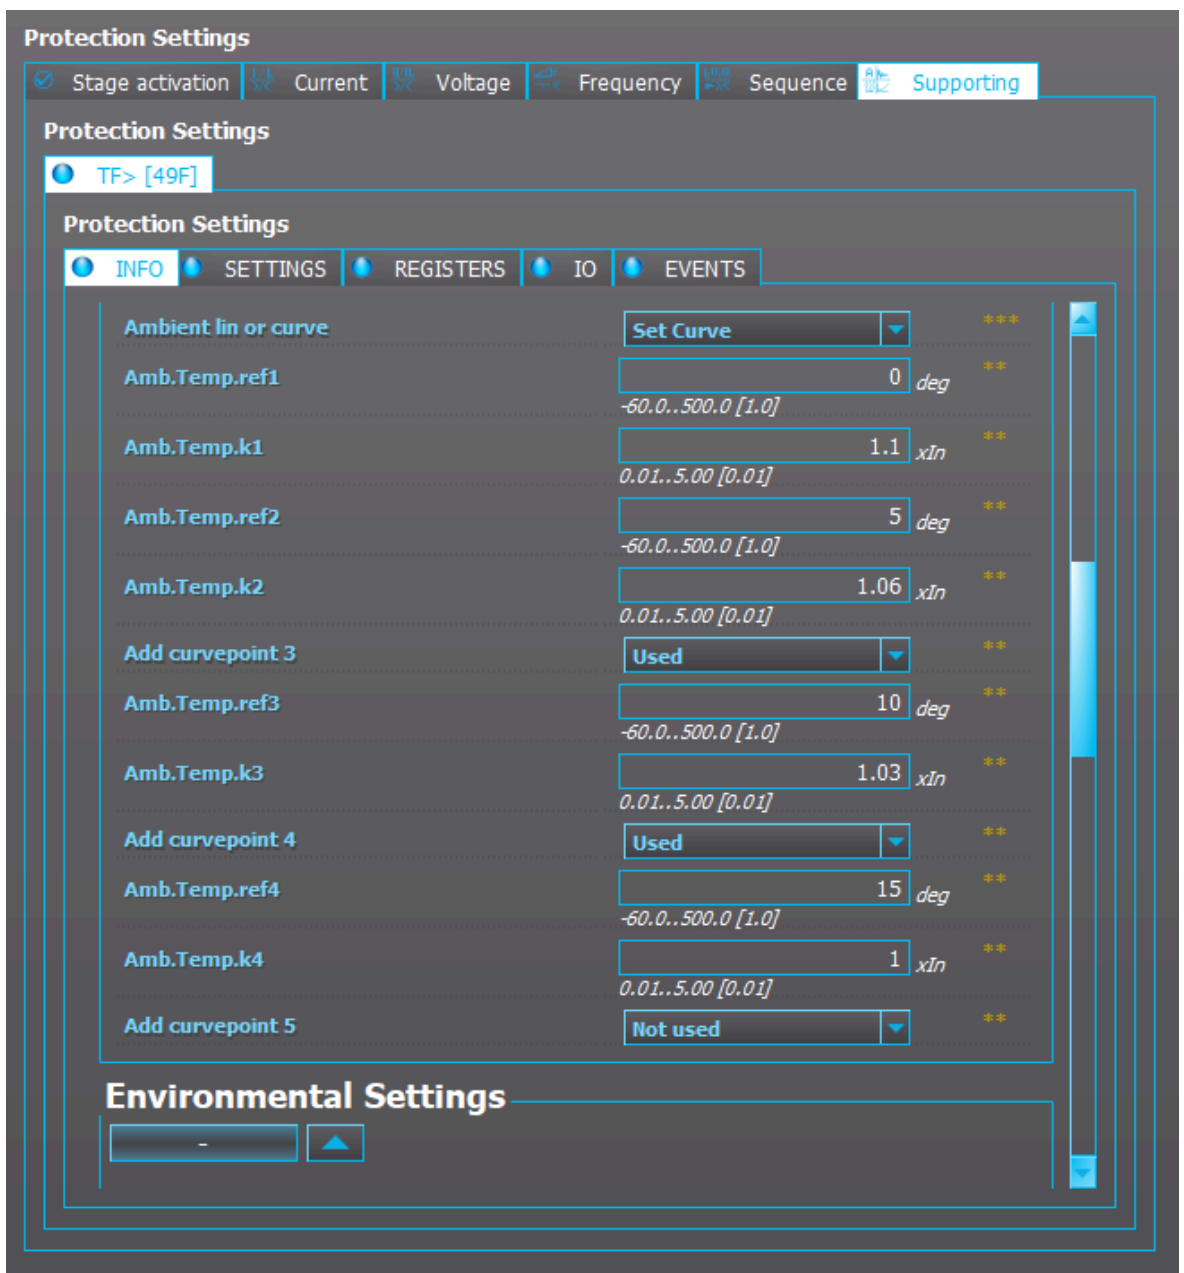 Protection Settings
Stage activation Current Voltage Frequency Sequence Supporting
Protection Settings
TF> [49F]
Protection Settings
INFO SETTINGS REGISTERS IO EVENTS
Ambient lin or curve Set Curve ***
Amb.Temp.ref1 0 deg **
-60.0..500.0 [1.0]
Amb.Temp.k1 1.1 xIn **
0.01..5.00 [0.01]
Amb.Temp.ref2 5 deg **
-60.0..500.0 [1.0]
Amb.Temp.k2 1.06 xIn **
0.01..5.00 [0.01]
Add curvepoint 3 Used **
Amb.Temp.ref3 10 deg **
-60.0..500.0 [1.0]
Amb.Temp.k3 1.03 xIn **
0.01..5.00 [0.01]
Add curvepoint 4 Used **
Amb.Temp.ref4 15 deg **
-60.0..500.0 [1.0]
Amb.Temp.k4 1 xIn **
0.01..5.00 [0.01]
Add curvepoint 5 Not used **
Environmental Settings
-